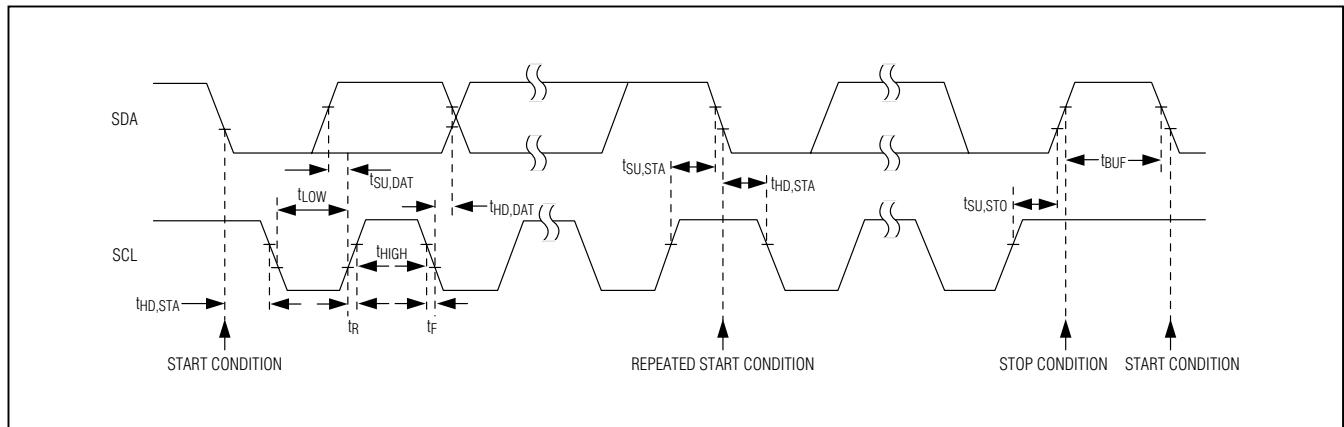 SDA
tSU,STA
tBUF
tSU,DAT
tHD,STA
tLOW
tSU,STO
tHD,DAT
SCL
tHIGH
tHD,STA
tR
tF
START CONDITION
REPEATED START CONDITION
STOP CONDITION
START CONDITION